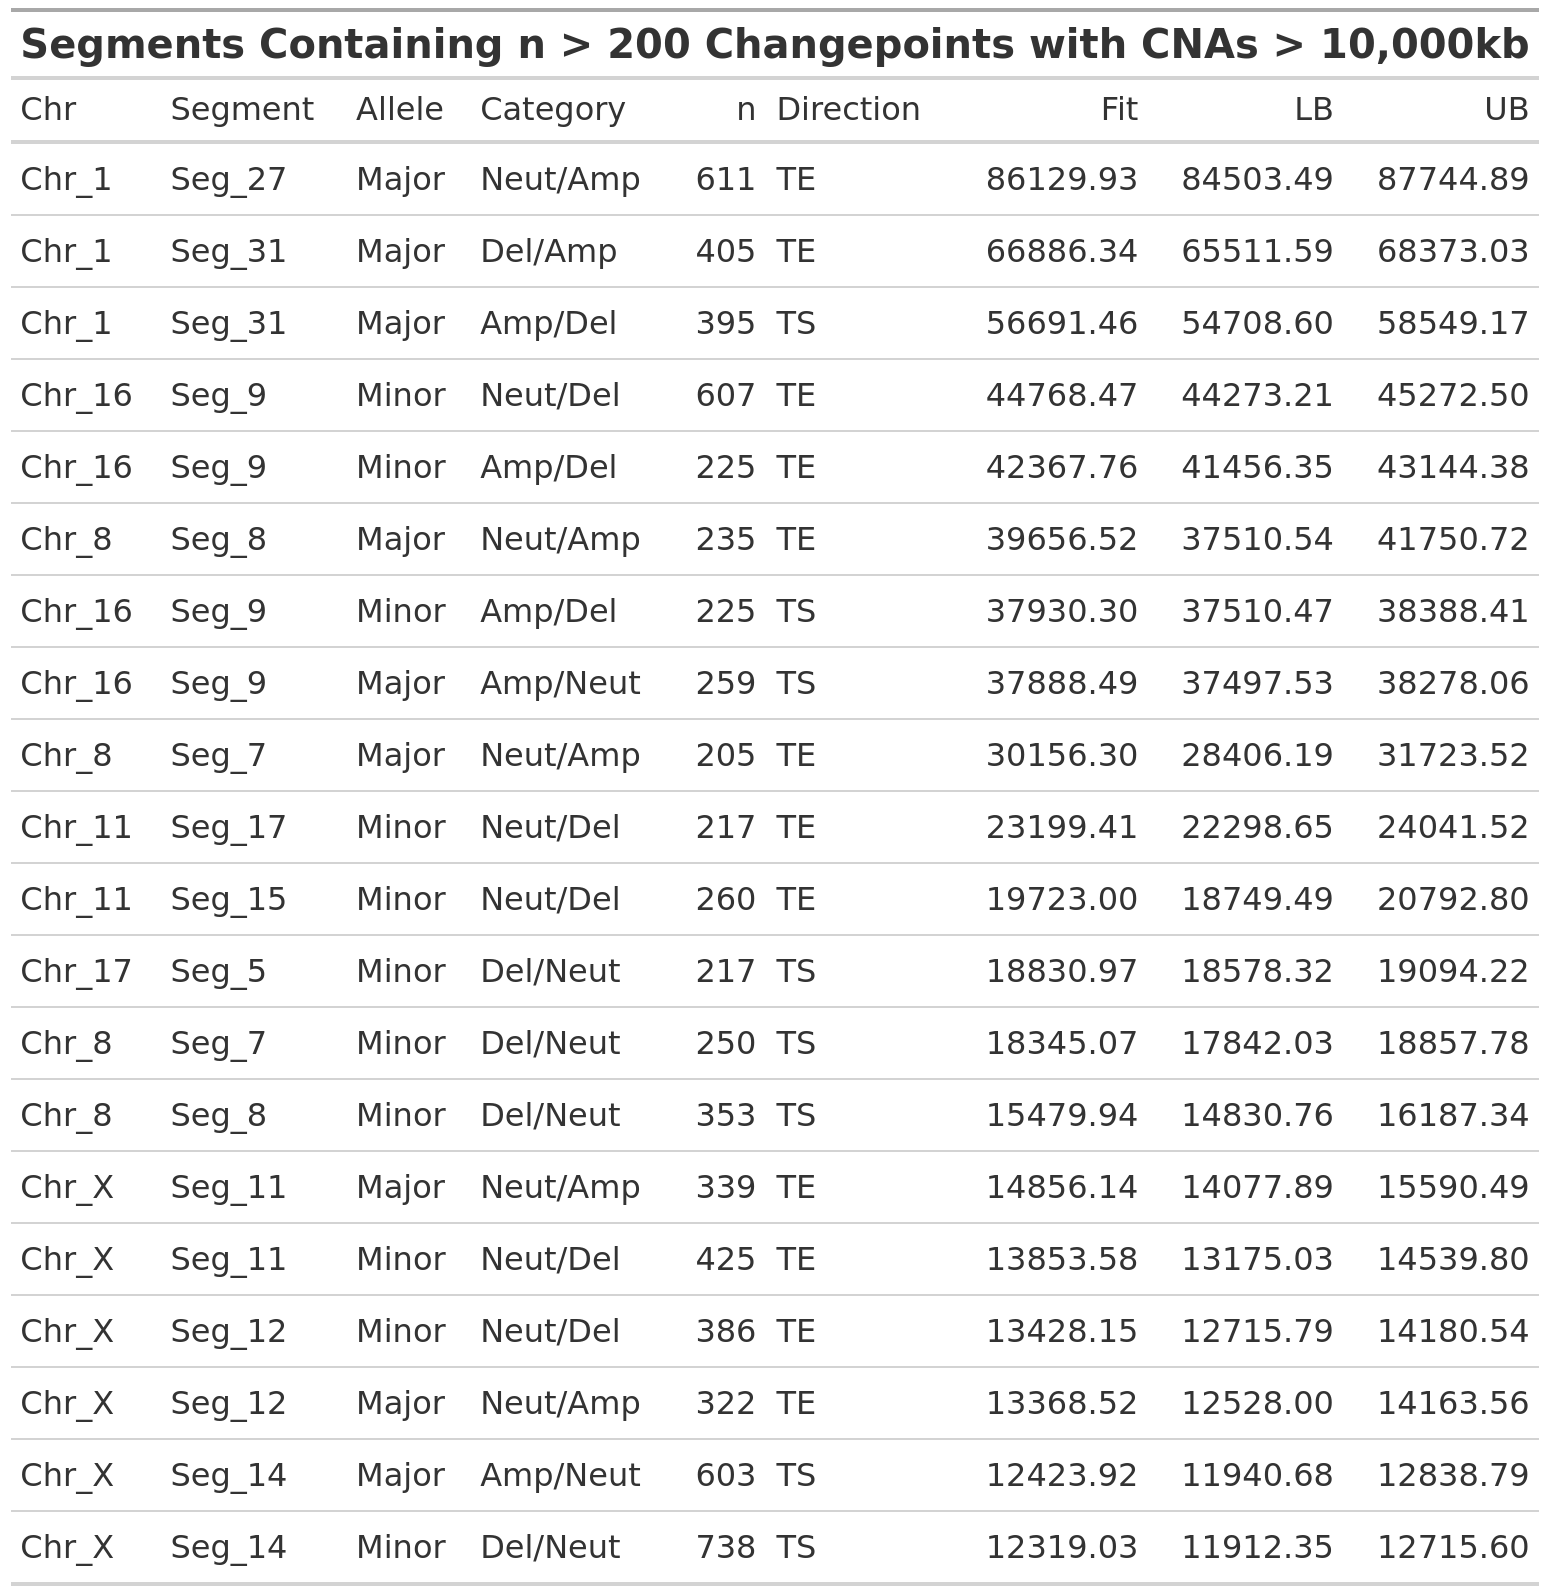 Segments Containing n > 200 Changepoints with CNAs > 10,000kb
Chr Segment Allele Category n Direction Fit LB UB
Chr_1 Seg_27 Major Neut/Amp 611 TE 86129.93 84503.49 87744.89
Chr_1 Seg_31 Major Del/Amp 405 TE 66886.34 65511.59 68373.03
Chr_1 Seg_31 Major Amp/Del 395 TS 56691.46 54708.60 58549.17
Chr_16 Seg_9 Minor Neut/Del 607 TE 44768.47 44273.21 45272.50
Chr_16 Seg_9 Minor Amp/Del 225 TE 42367.76 41456.35 43144.38
Chr_8 Seg_8 Major Neut/Amp 235 TE 39656.52 37510.54 41750.72
Chr_16 Seg_9 Minor Amp/Del 225 TS 37930.30 37510.47 38388.41
Chr_16 Seg_9 Major Amp/Neut 259 TS 37888.49 37497.53 38278.06
Chr_8 Seg_7 Major Neut/Amp 205 TE 30156.30 28406.19 31723.52
Chr_11 Seg_17 Minor Neut/Del 217 TE 23199.41 22298.65 24041.52
Chr_11 Seg_15 Minor Neut/Del 260 TE 19723.00 18749.49 20792.80
Chr_17 Seg_5 Minor Del/Neut 217 TS 18830.97 18578.32 19094.22
Chr_8 Seg_7 Minor Del/Neut 250 TS 18345.07 17842.03 18857.78
Chr_8 Seg_8 Minor Del/Neut 353 TS 15479.94 14830.76 16187.34
Chr_X Seg_11 Major Neut/Amp 339 TE 14856.14 14077.89 15590.49
Chr_X Seg_11 Minor Neut/Del 425 TE 13853.58 13175.03 14539.80
Chr_X Seg_12 Minor Neut/Del 386 TE 13428.15 12715.79 14180.54
Chr_X Seg_12 Major Neut/Amp 322 TE 13368.52 12528.00 14163.56
Chr_X Seg_14 Major Amp/Neut 603 TS 12423.92 11940.68 12838.79
Chr_X Seg_14 Minor Del/Neut 738 TS 12319.03 11912.35 12715.60